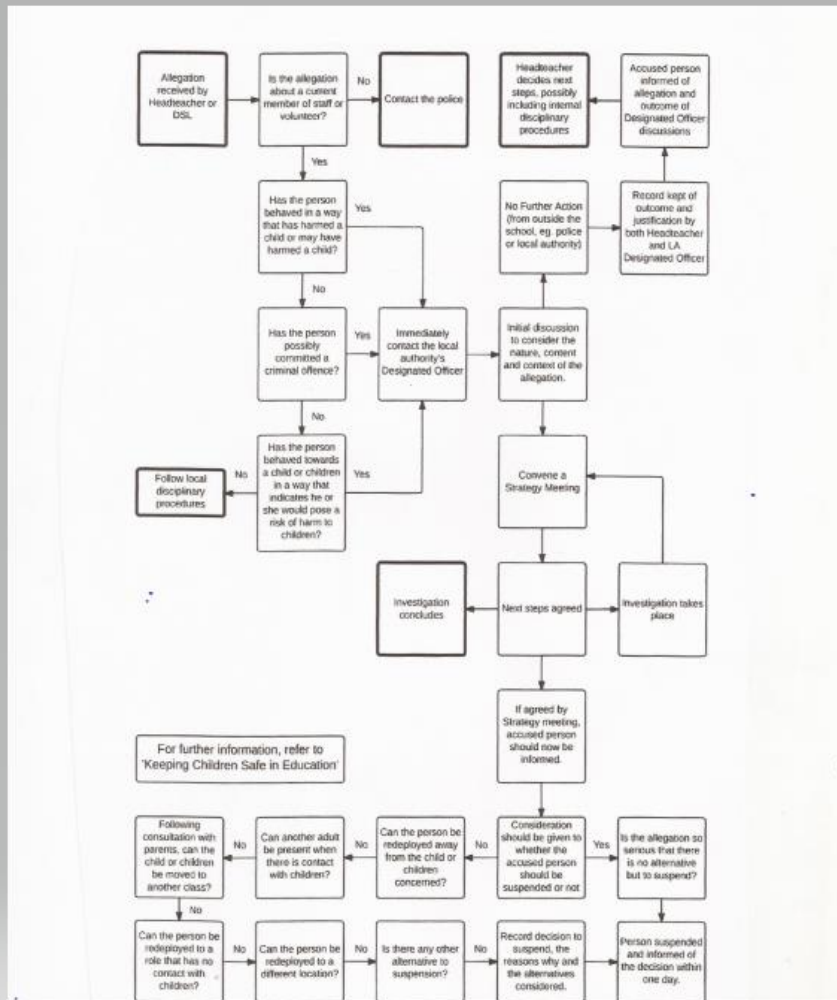 Allegation
received by
Headteacher or
DSL
Is the allegation
about a current
member of staff or
volunteer?
No
Contact the police
Headteacher
decides next
steps, possibly
including internal
disciplinary
procedures
Accused person
informed of
allegation and
outcome of
Designated Officer
discussions
Yes
Has the person
behaved in a way
that has harmed a
child or may have
harmed a child?
Yes
No Further Action
(from outside the
school, eg. police
or local authority)
Record kept of
outcome and
justification by
both Headteacher
and LA
Designated Officer
No
Has the person
possibly
committed a
criminal offence?
Yes
Immediately
contact the local
authority's
Designated Officer
Initial discussion
to consider the
nature, content
and context of the
allegation.
No
Follow local
disciplinary
procedures
No
Has the person
behaved towards
a child or children
in a way that
indicates he or
she would pose a
risk of harm to
children?
Yes
Convene a
Strategy Meeting
Investigation
concludes
Next steps agreed
Investigation takes
place
If agreed by
Strategy meeting,
accused person
should now be
informed.
For further information, refer to
'Keeping Children Safe in Education'
Following
consultation with
parents, can the
child or children
be moved to
another class?
No
Can another adult
be present when
there is contact
with children?
No
Can the person be
redeployed away
from the child or
children
concerned?
No
Consideration
should be given to
whether the
accused person
should be
suspended or not
Yes
Is the allegation so
serious that there
is no alternative
but to suspend?
No
Can the person be
redeployed to a
role that has no
contact with
children?
No
Can the person be
redeployed to a
different location?
No
Is there any other
alternative to
suspension?
No
Record decision to
suspend, the
reasons why and
the alternatives
considered.
Person suspended
and informed of
the decision within
one day.